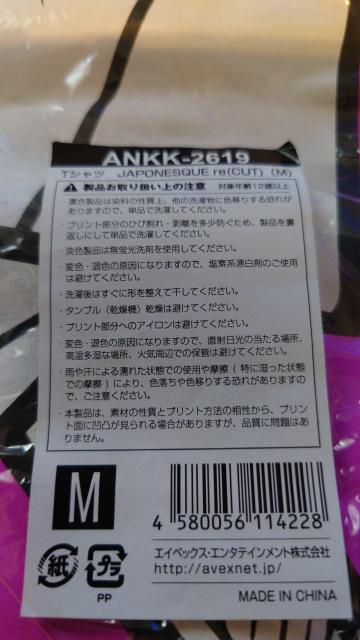 ANKK-2619
Tシャツ　JAPONESQUE re(CUT)　(M)
製品お取り扱い上の注意　対象年齢12歳以上
・濃色製品は染料の性質上、他の洗濯物に色移りする恐れが
ありますので、単品で洗濯してください。
・プリント部分のひび割れ・剥離を多少防ぐため、製品を裏
返しにして単品で洗濯してください。
・淡色製品は無蛍光洗剤を使用してください。
・変色・退色の原因になりますので、塩素系漂白剤のご使用
は避けてください。
・洗濯後はすぐに形を整えて干してください。
・タンブル（乾燥機）乾燥は避けてください。
・プリント部分へのアイロンは避けてください。
・変色・退色の原因になりますので、直射日光の当たる場所、
高温多湿な場所、火気周辺での保管は避けてください。
・雨や汗による濡れた状態での使用や摩擦（特に湿った状態
での摩擦）により、色落ちや色移りする恐れがありますの
で、ご注意ください。
・本製品は、素材の性質とプリント方法の相性から、プリン
ト面に凹凸が見られる場合がありますが、品質に問題はあ
りません。
M
4 580056 114228
紙 プラ
PP
エイベックス・エンタテインメント株式会社
http://avexnet.jp/
MADE IN CHINA